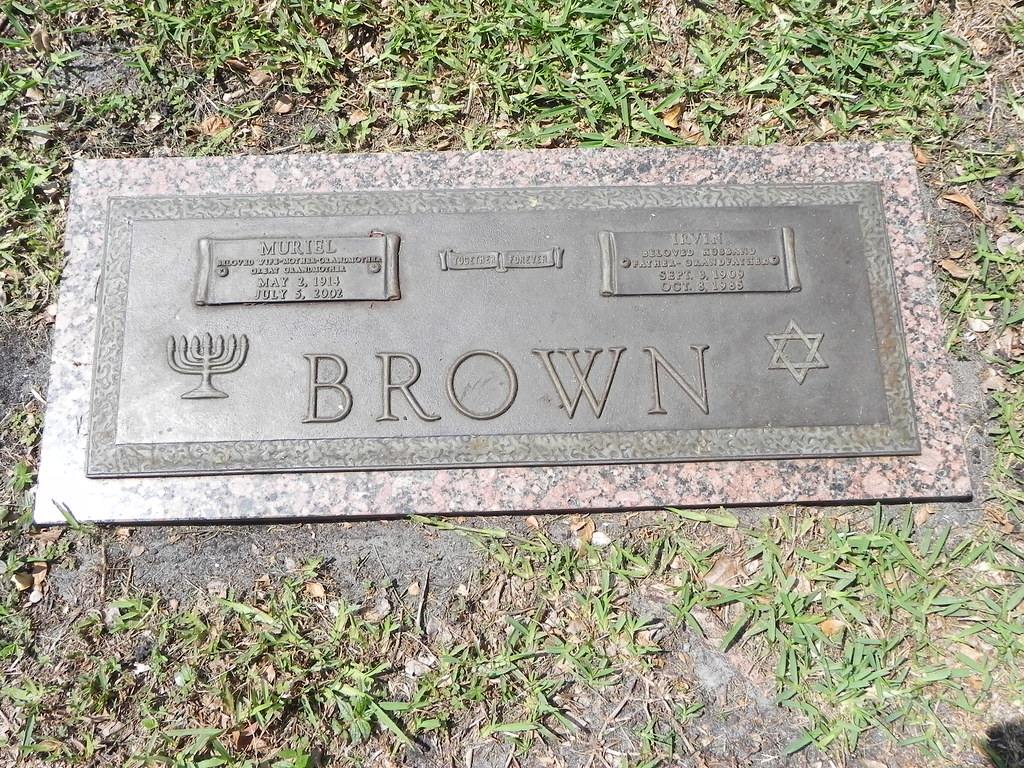 MURIEL
BELOVED WIFE-MOTHER-GRANDMOTHER
GREAT GRANDMOTHER
MAY 2, 1914
JULY 5, 2002
TOGETHER FOREVER
IRVIN
BELOVED HUSBAND
FATHER-GRANDFATHER
SEPT. 9, 1909
OCT. 8, 1985
BROWN